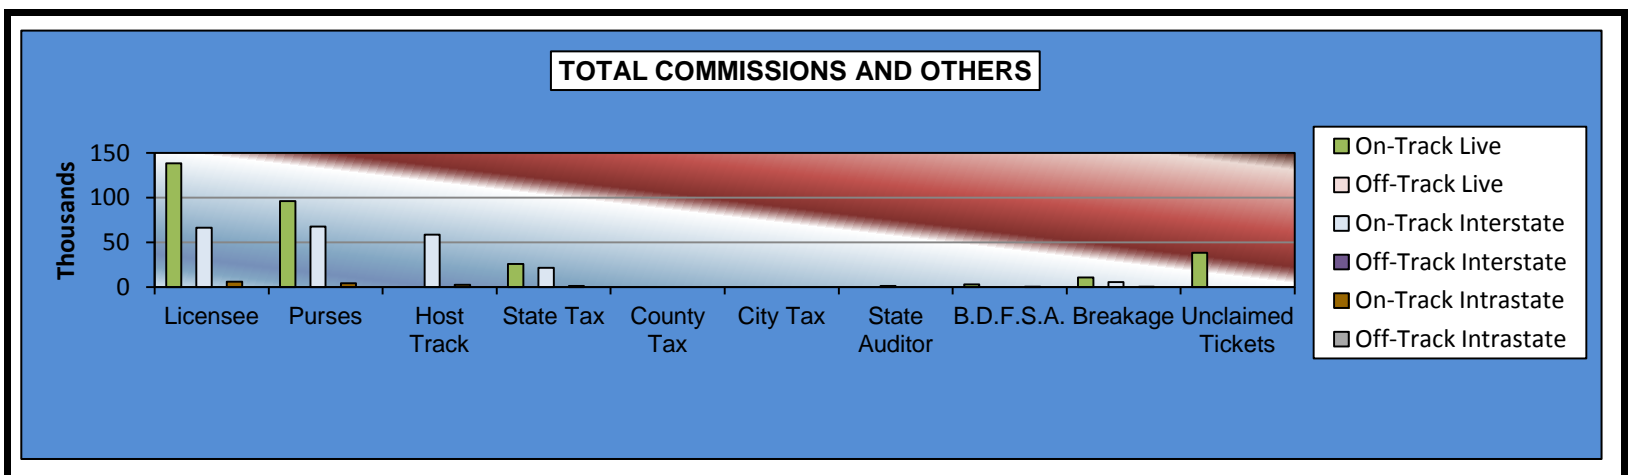 TOTAL COMMISSIONS AND OTHERS
Thousands
150
100
50
0
Licensee
Purses
Host
Track
State Tax
County
Tax
City Tax
State
Auditor
B.D.F.S.A.
Breakage
Unclaimed
Tickets
On-Track Live
Off-Track Live
On-Track Interstate
Off-Track Interstate
On-Track Intrastate
Off-Track Intrastate